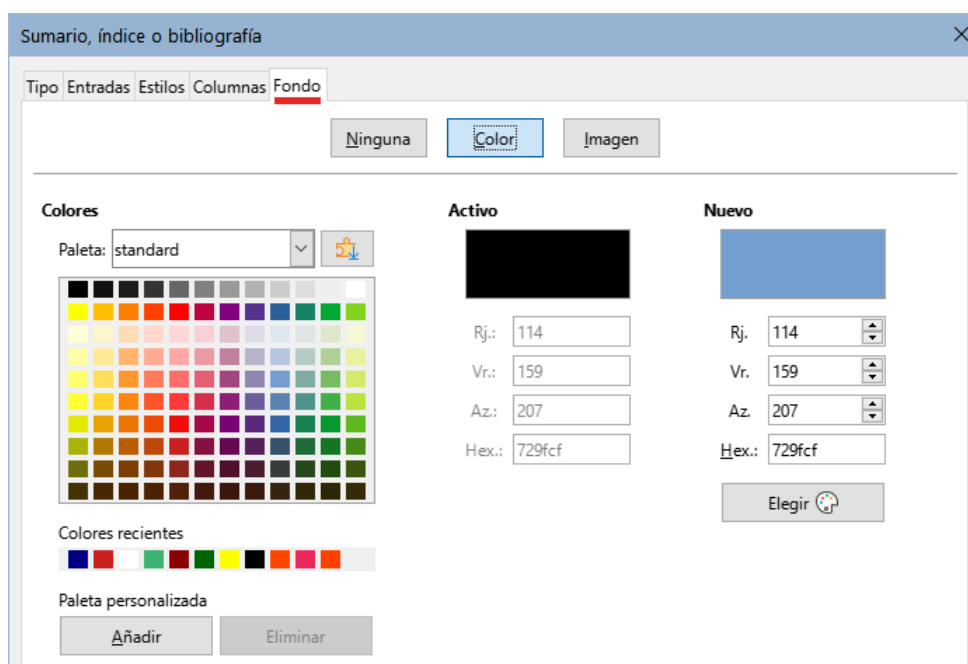 Sumario, índice o bibliografía
Tipo Entradas Estilos Columnas Fondo
Ninguna Color Imagen
Colores Activo Nuevo
Paleta: standard
Rj.: 114 Rj. 114
Vr.: 159 Vr. 159
Az.: 207 Az. 207
Hex.: 729fcf Hex.: 729fcf
Elegir
Colores recientes
Paleta personalizada
Añadir Eliminar